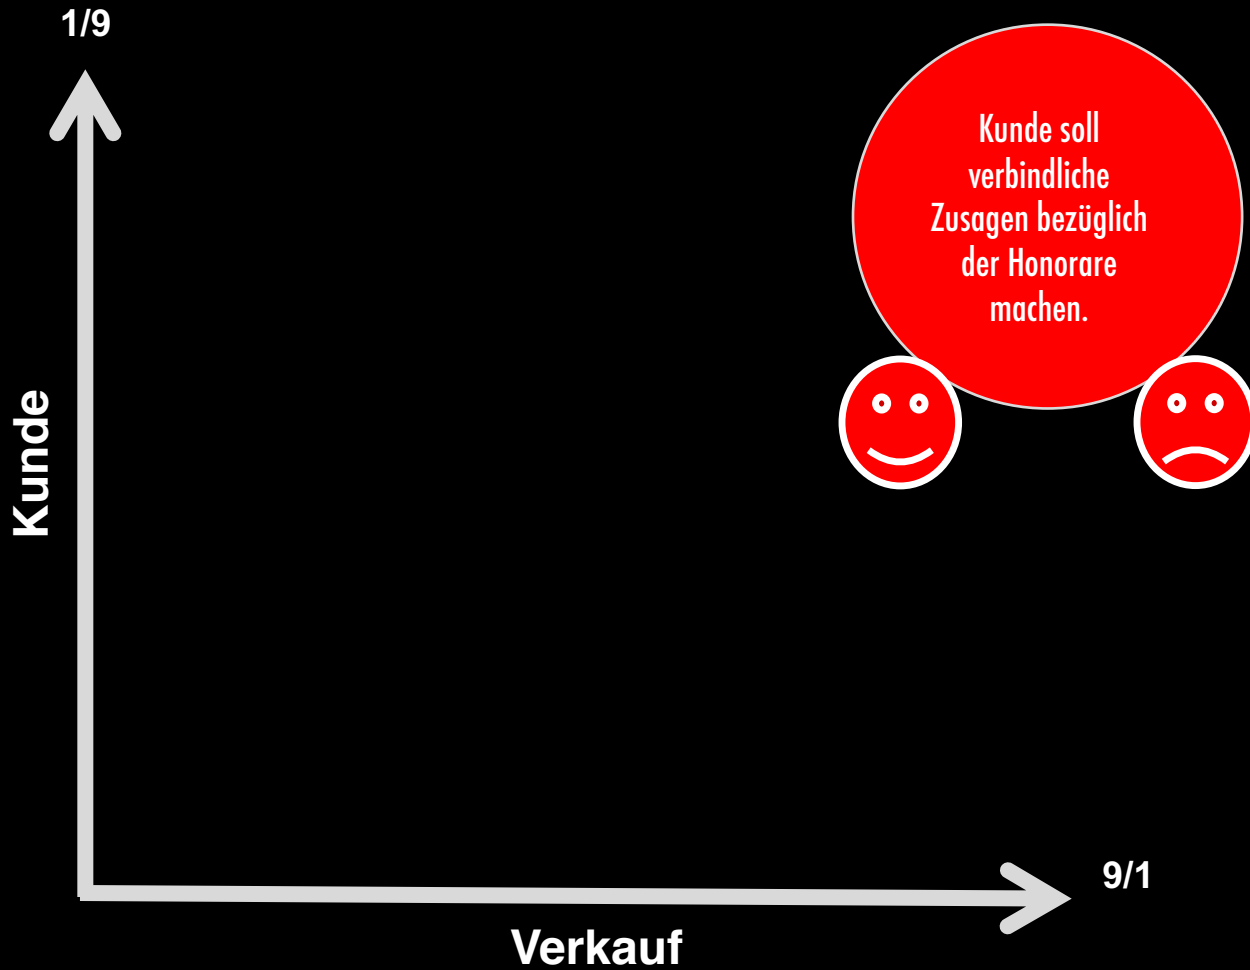 1/9
Kunde soll
verbindliche
Zusagen bezüglich
der Honorare
machen.
Kunde
9/1
Verkauf